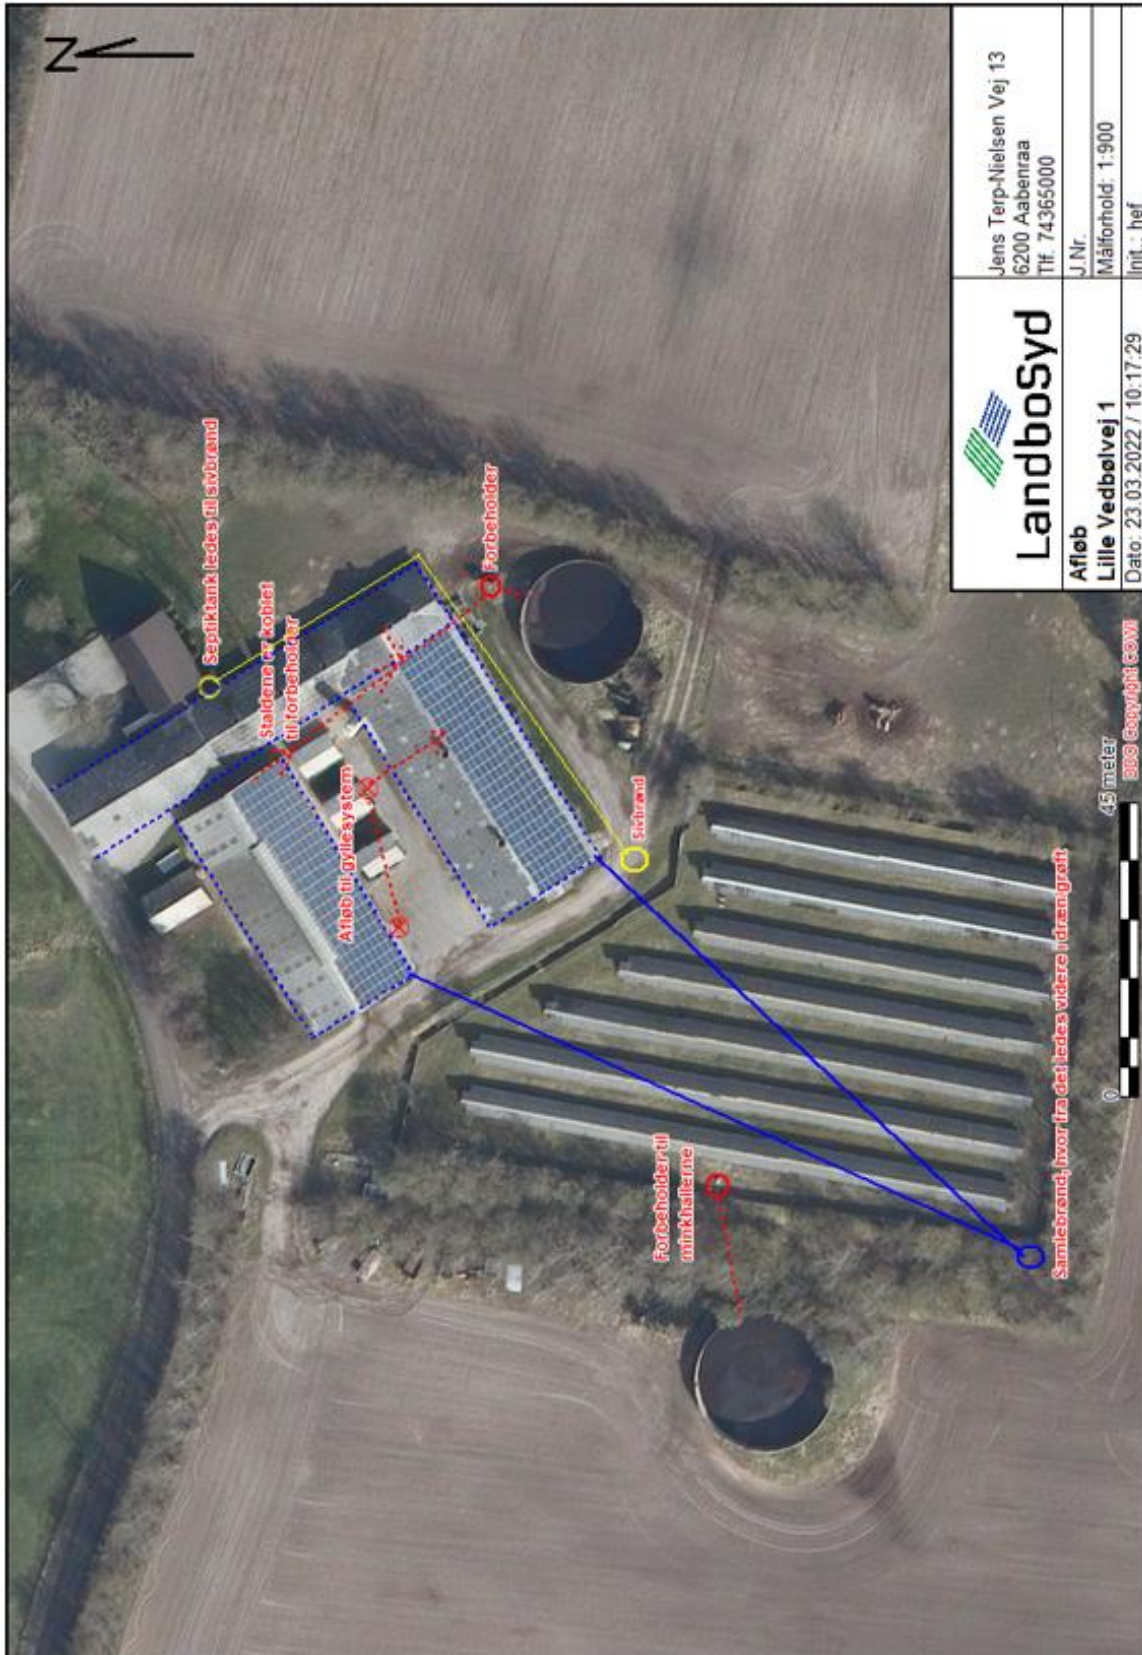 N
Septiktank ledes til sivbrønd
Staldene er koblet
til forbeholder
Forbeholder
Afløb til gyllesystem
Sivbrønd
Forbeholder til
minkhallerne
Samlebrønd, hvor fra det ledes videre i dræn grøft
0
45 meter
DDO Copyright COWI
LandboSyd
Jens Terp-Nielsen Vej 13
6200 Aabenraa
Tlf. 74365000
Afløb
Lille Vedbølvej 1
J.Nr.
Målforhold: 1:900
Dato: 23.03.2022 / 10:17:29
Init.: hef